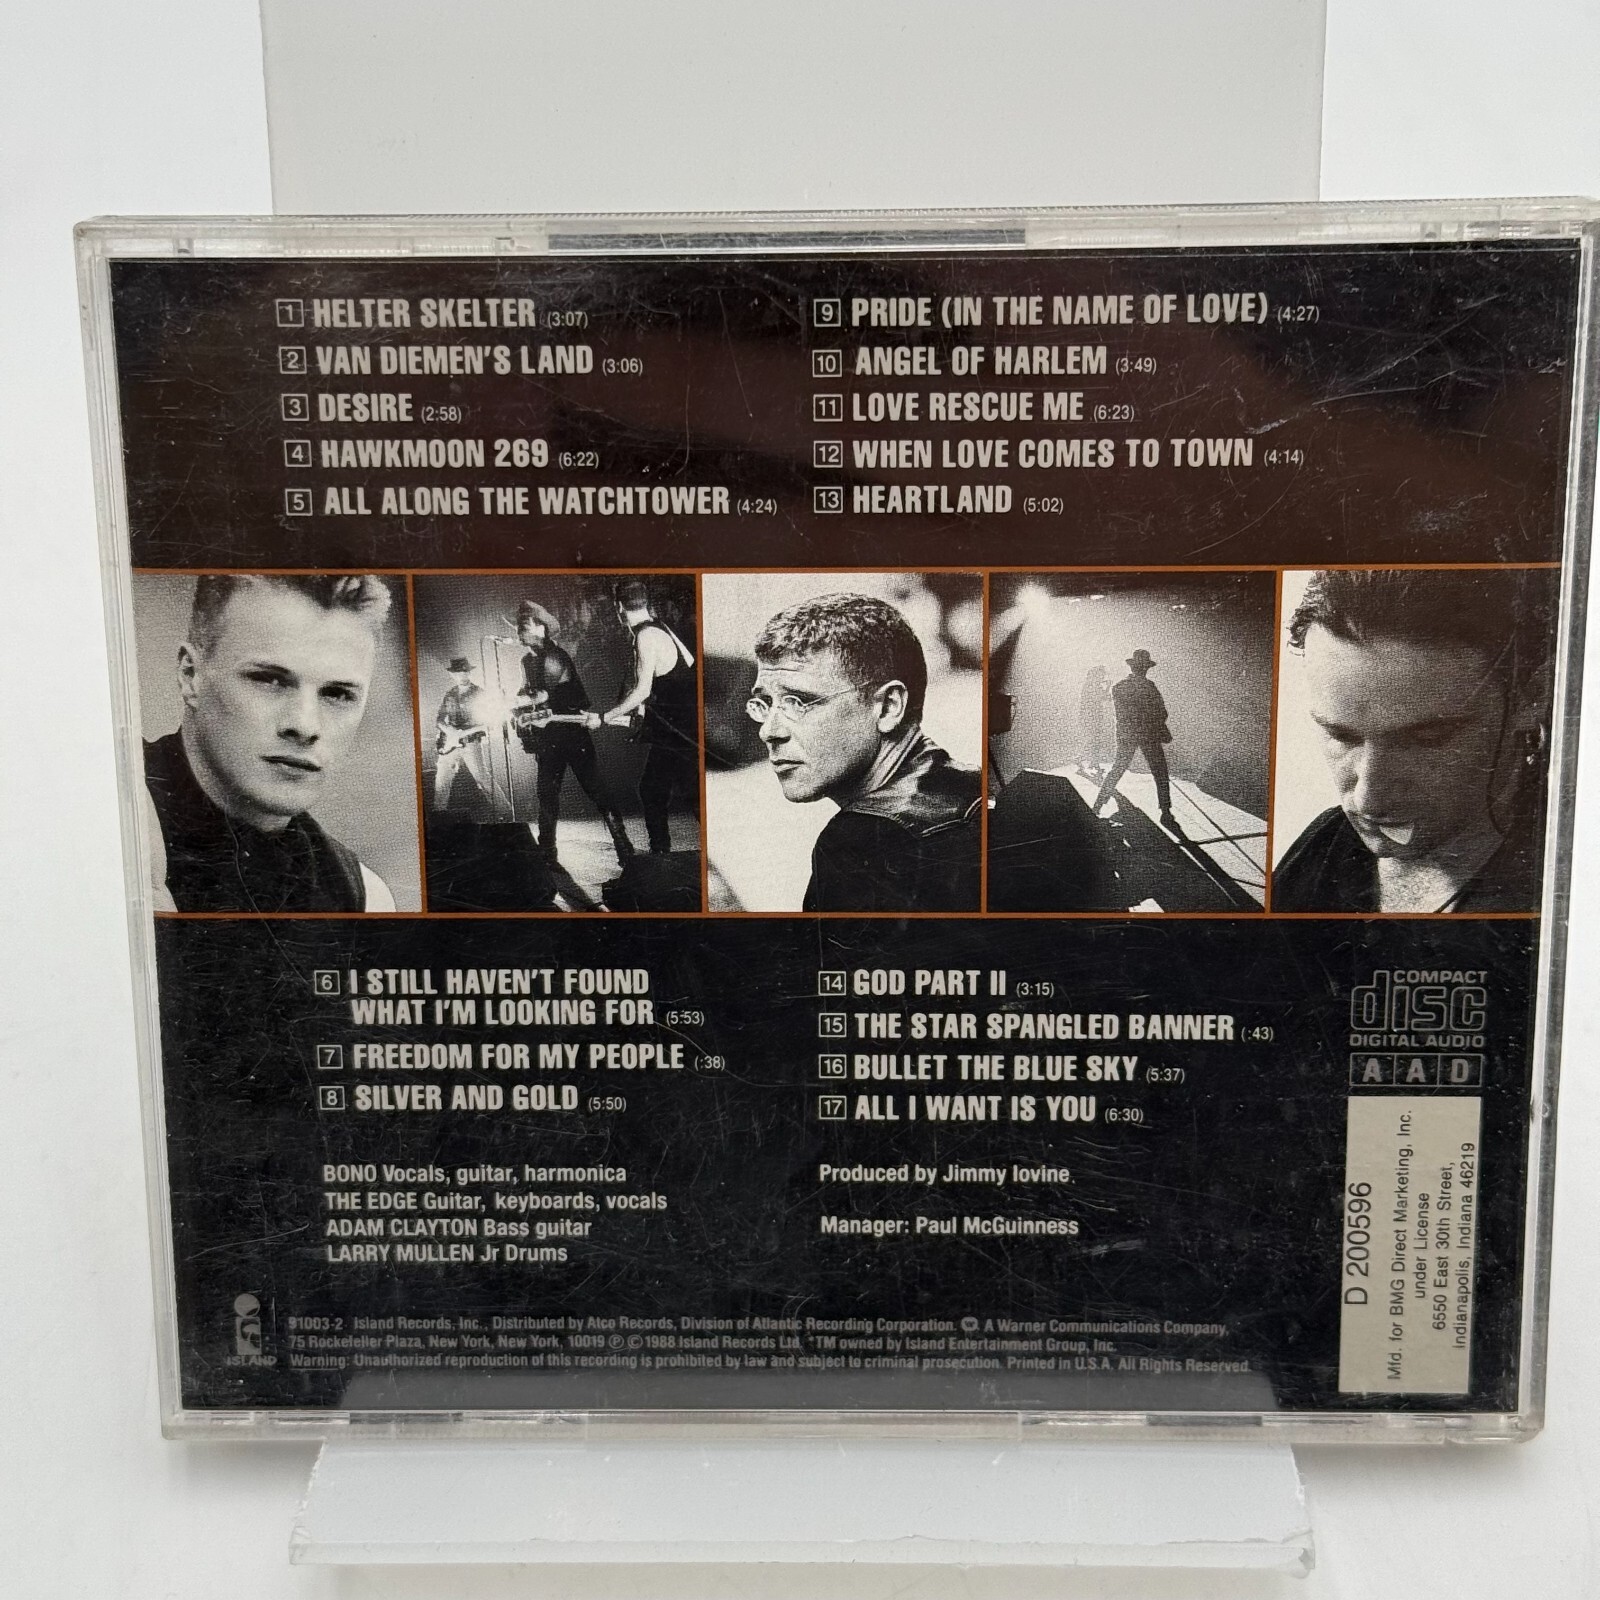 1 HELTER SKELTER (3:07)
2 VAN DIEMEN'S LAND (3:06)
3 DESIRE (2:58)
4 HAWKMOON 269 (6:22)
5 ALL ALONG THE WATCHTOWER (4:24)
9 PRIDE (IN THE NAME OF LOVE) (4:27)
10 ANGEL OF HARLEM (3:49)
11 LOVE RESCUE ME (6:23)
12 WHEN LOVE COMES TO TOWN (4:14)
13 HEARTLAND (5:02)
6 I STILL HAVEN'T FOUND
WHAT I'M LOOKING FOR (5:53)
7 FREEDOM FOR MY PEOPLE (:38)
8 SILVER AND GOLD (5:50)
14 GOD PART II (3:15)
15 THE STAR SPANGLED BANNER (:43)
16 BULLET THE BLUE SKY (5:37)
17 ALL I WANT IS YOU (6:30)
COMPACT
disc
DIGITAL AUDIO
A A D
BONO Vocals, guitar, harmonica
THE EDGE Guitar, keyboards, vocals
ADAM CLAYTON Bass guitar
LARRY MULLEN Jr Drums
Produced by Jimmy Iovine
Manager: Paul McGuinness
D 200596
Mfd. for BMG Direct Marketing, Inc.
under License
6550 East 30th Street,
Indianapolis, Indiana 46219
ISLAND
91003-2 Island Records, Inc., Distributed by Atco Records, Division of Atlantic Recording Corporation. A Warner Communications Company,
75 Rockefeller Plaza, New York, New York, 10019 ℗ © 1988 Island Records Ltd. *TM owned by Island Entertainment Group, Inc.
Warning: Unauthorized reproduction of this recording is prohibited by law and subject to criminal prosecution. Printed in U.S.A. All Rights Reserved.